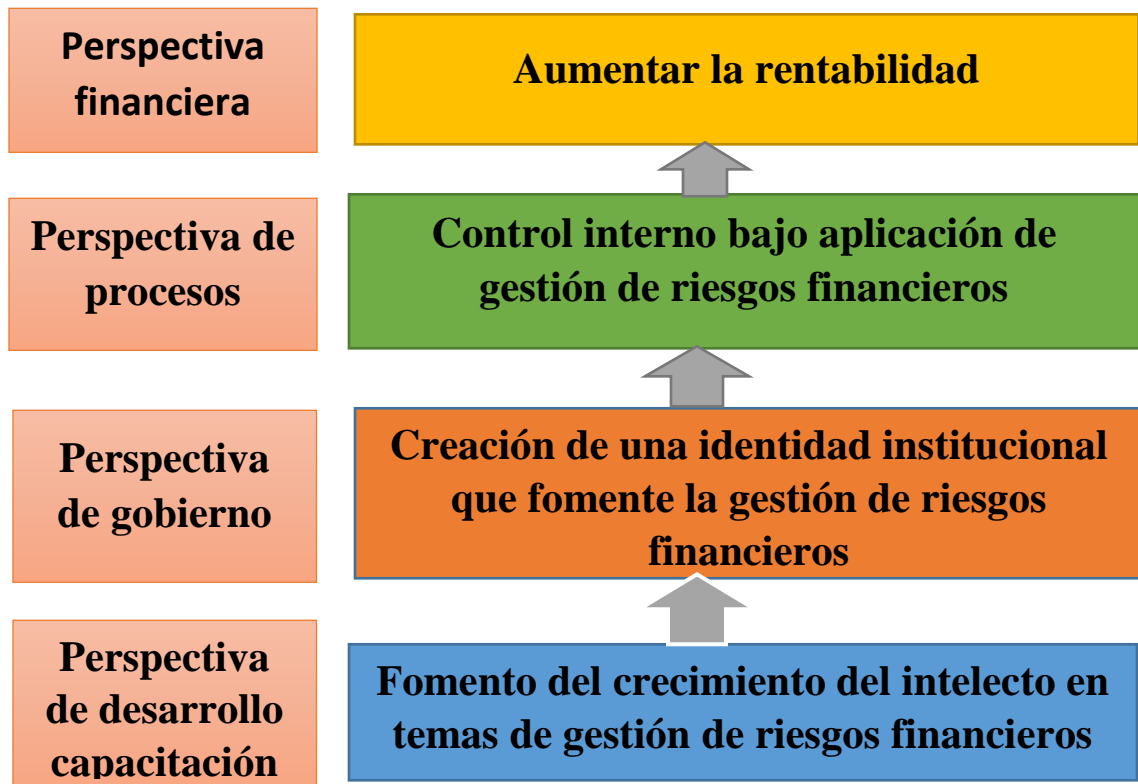 Perspectiva
financiera
Aumentar la rentabilidad
Perspectiva de
procesos
Control interno bajo aplicación de
gestión de riesgos financieros
Perspectiva
de gobierno
Creación de una identidad institucional
que fomente la gestión de riesgos
financieros
Perspectiva
de desarrollo
capacitación
Fomento del crecimiento del intelecto en
temas de gestión de riesgos financieros